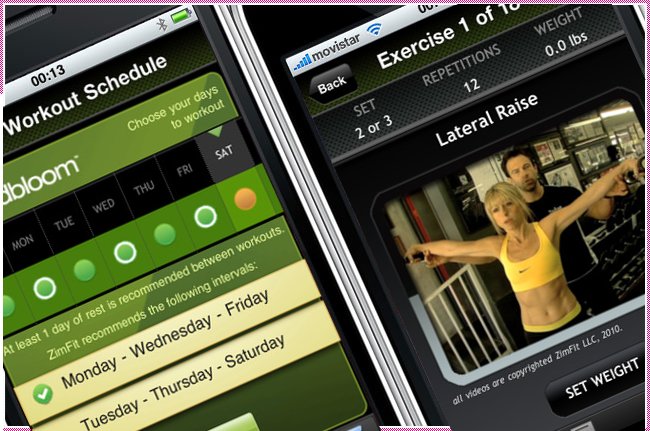 00:13
Workout Schedule
Choose your days
to workout
MON TUE WED THU FRI SAT
At least 1 day of rest is recommended between workouts.
ZimFit recommends the following intervals:
Monday - Wednesday - Friday
Tuesday - Thursday - Saturday
movistar
Exercise 1 of
Back
SET
2 or 3
REPETITIONS
12
WEIGHT
0.0 lbs
Lateral Raise
all videos are copyrighted ZimFit LLC, 2010.
SET WEIGHT